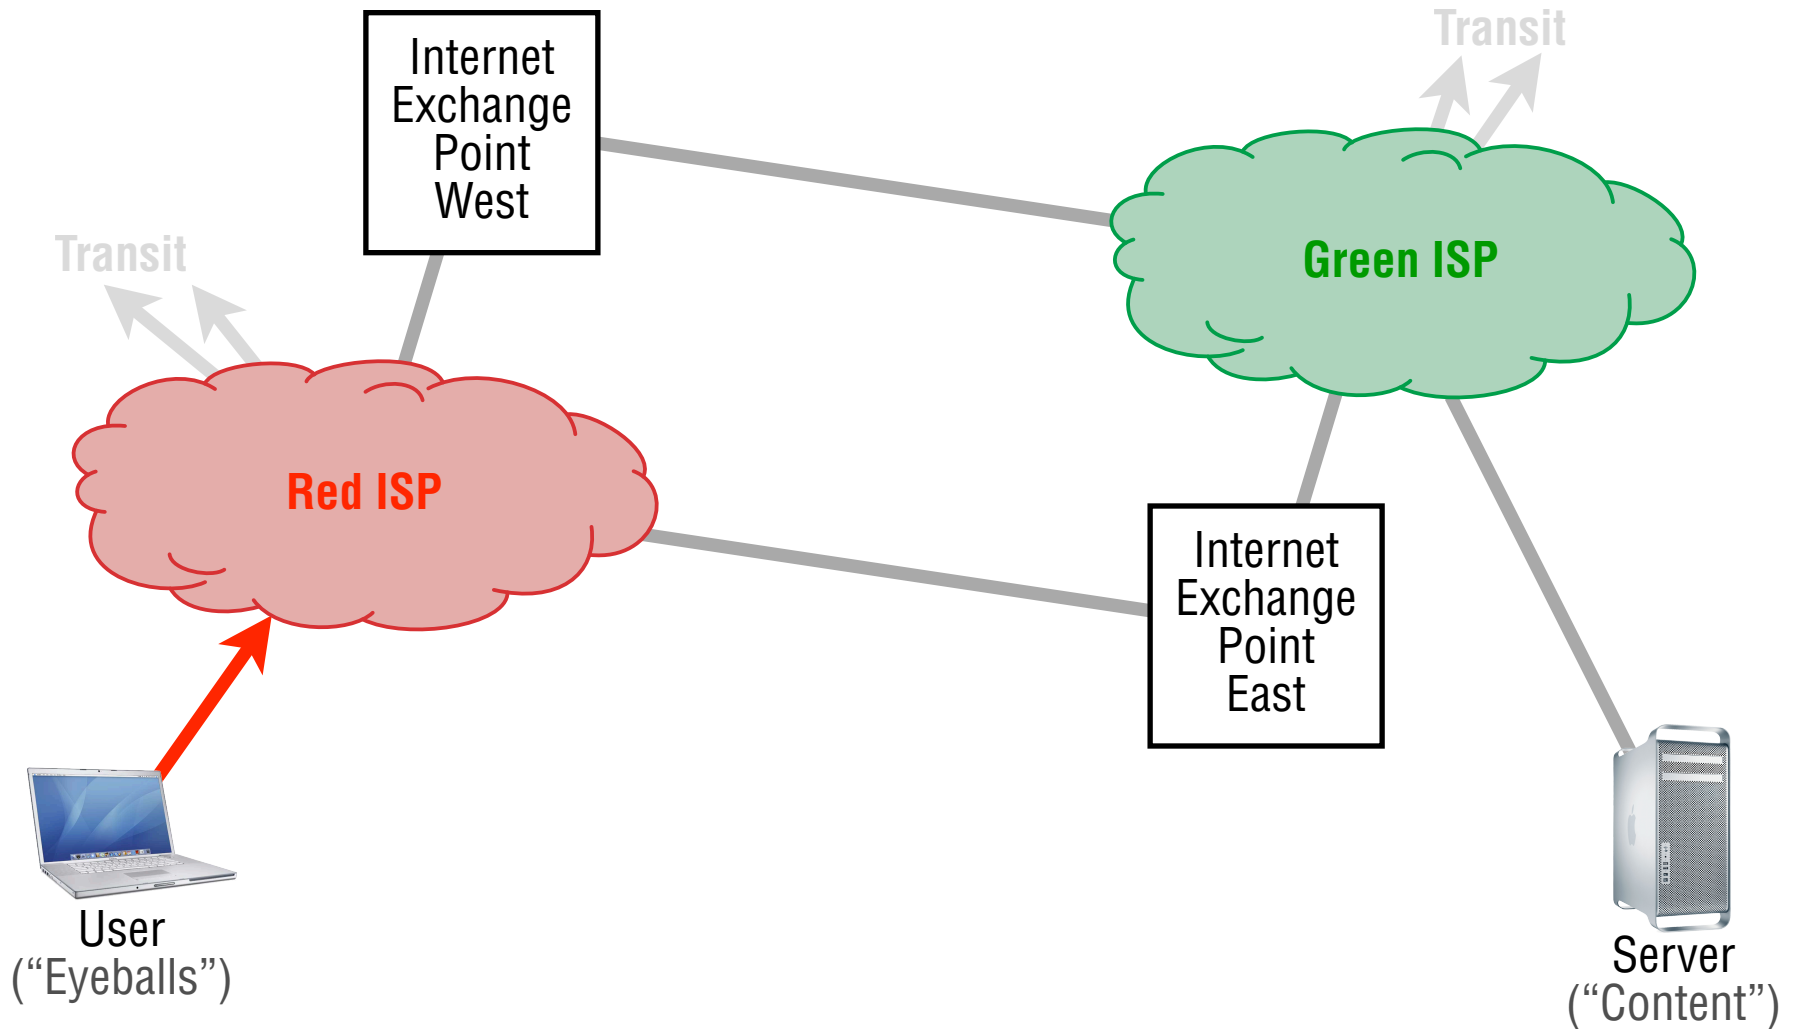 Transit
Internet
Exchange
Point
West
Transit
Green ISP
Red ISP
Internet
Exchange
Point
East
User
(“Eyeballs”)
Server
(“Content”)